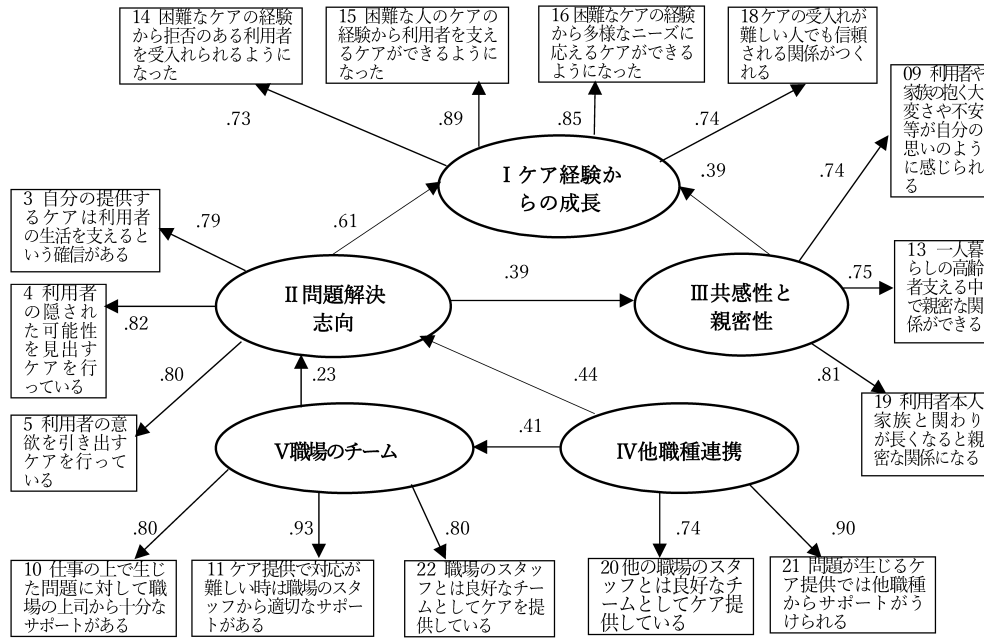 14 困難なケアの経験
から拒否のある利用者
を受入れられるように
なった
15 困難な人のケアの
経験から利用者を支え
るケアができるように
なった
16 困難なケアの経験
から多様なニーズに
応えるケアができる
ようになった
18ケアの受入れが
難しい人でも信頼
される関係がつく
れる
09 利用者や
家族の抱く大
変さや不安
等が自分の
思いのよう
に感じられ
る
.73
.89
.85
.74
.39
.74
Ⅰケア経験か
らの成長
3 自分の提供す
るケアは利用者
の生活を支えると
いう確信がある
.79
.61
13 一人暮
らしの高齢
者支える中
で親密な関
係ができる
Ⅱ問題解決
志向
.39
Ⅲ共感性と
親密性
.75
4 利用者
の隠され
た可能性
を見出す
ケアを行
っている
.82
.80
.23
.44
.81
19 利用者本人
家族と関わり
が長くなると親
密な関係になる
5 利用者の意
欲を引き出す
ケアを行って
いる
Ⅴ職場のチーム
.41
Ⅳ他職種連携
.80
.93
.80
.74
.90
10 仕事の上で生じ
た問題に対して職
場の上司から十分な
サポートがある
11 ケア提供で対応が
難しい時は職場のスタ
ッフから適切なサポー
トがある
22 職場のスタッ
フとは良好なチー
ムとしてケアを提
供している
20他の職場のスタ
ッフとは良好なチ
ームとしてケア提
供している
21 問題が生じるケ
ア提供では他職種
からサポートがう
けられる